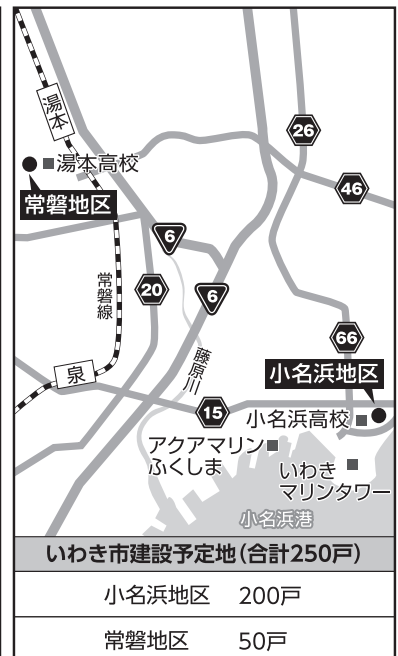 湯本
26
湯本高校
46
常磐地区
6
常磐線
20
6
藤原川
66
小名浜地区
泉
15
小名浜高校
アクアマリン
ふくしま
いわき
マリンタワー
小名浜港
いわき市建設予定地(合計250戸)
小名浜地区 200戸
常磐地区 50戸